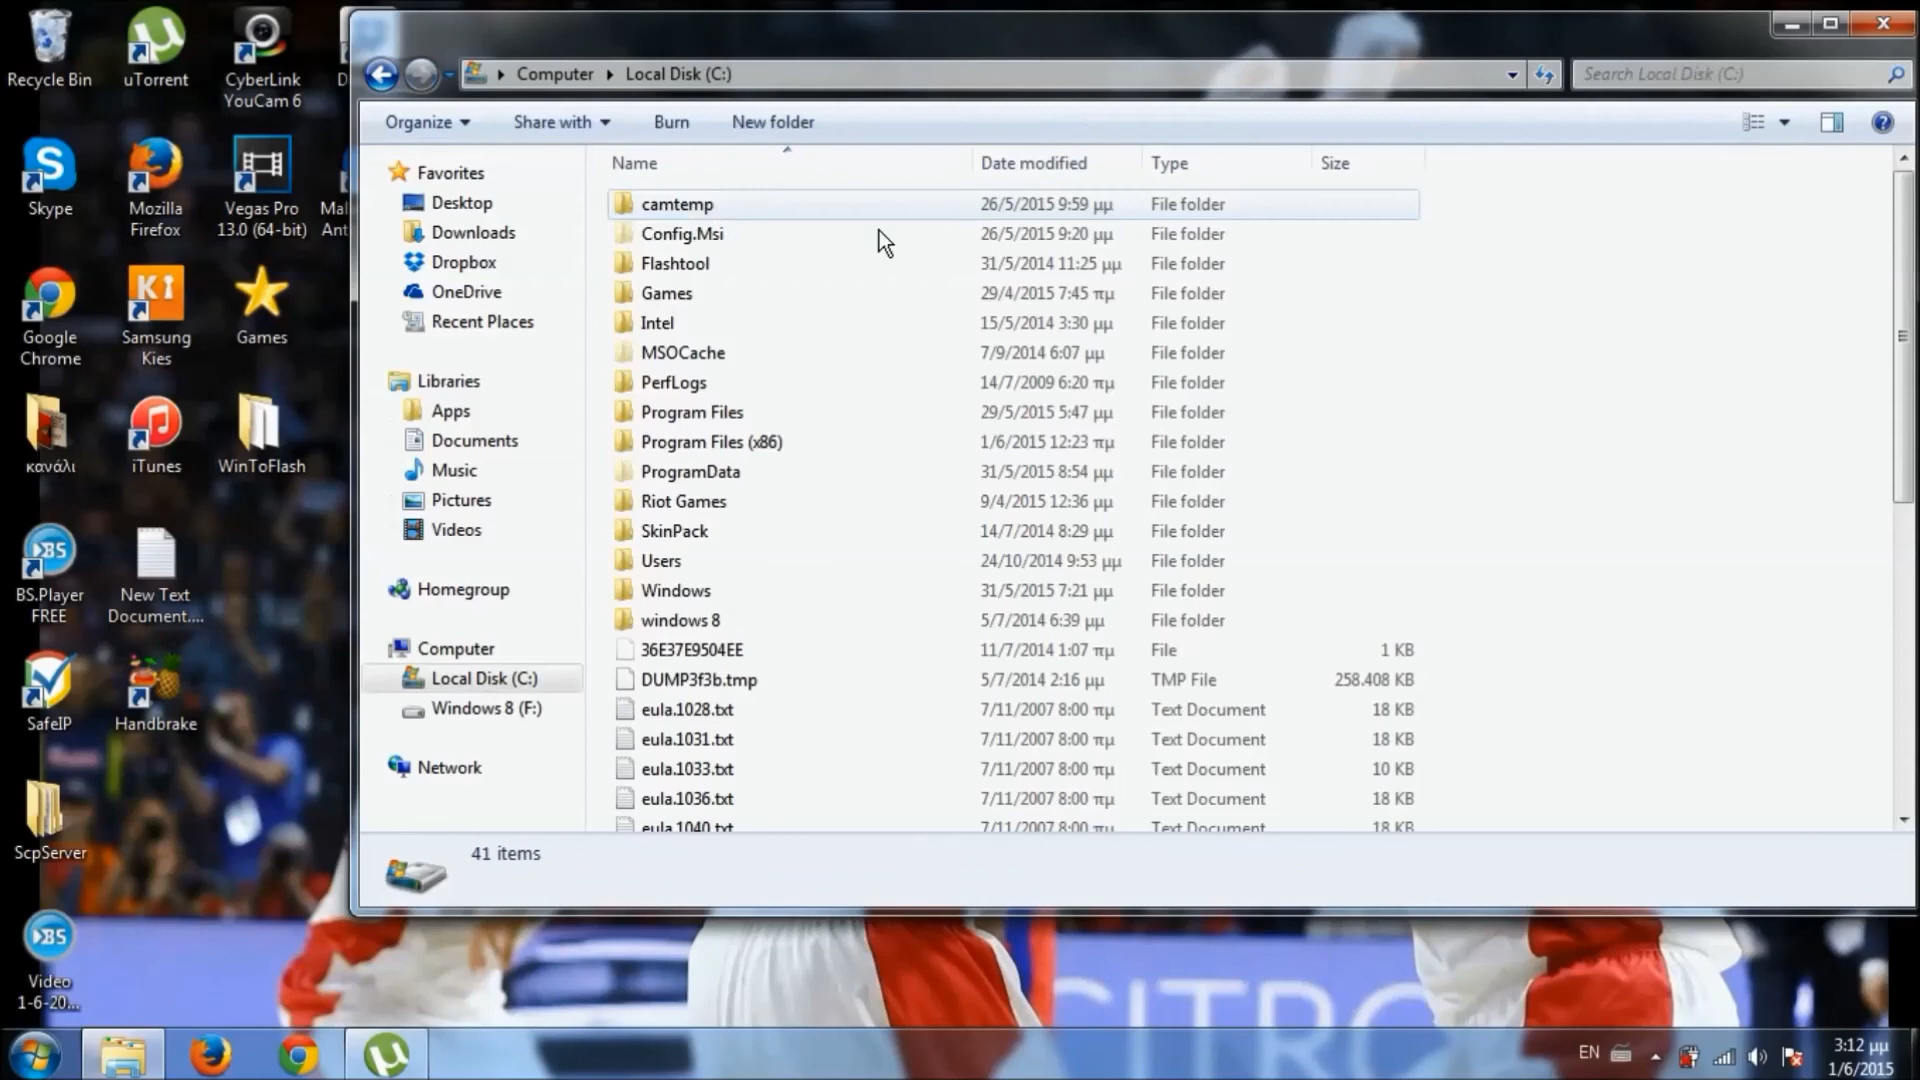 Recycle Bin
uTorrent
CyberLink
YouCam 6
D
Skype
Mozilla
Firefox
Vegas Pro
13.0 (64-bit)
Mal
Ant
Google
Chrome
Samsung
Kies
Games
κανάλι
iTunes
WinToFlash
BS.Player
FREE
New Text
Document....
SafeIP
Handbrake
ScpServer
Video
1-6-20...
Computer
Local Disk (C:)
Search Local Disk (C:)
Organize
Share with
Burn
New folder
Favorites
Desktop
Downloads
Dropbox
OneDrive
Recent Places
Libraries
Apps
Documents
Music
Pictures
Videos
Homegroup
Computer
Local Disk (C:)
Windows 8 (F:)
Network
Name Date modified Type Size
camtemp 26/5/2015 9:59 μμ File folder
Config.Msi 26/5/2015 9:20 μμ File folder
Flashtool 31/5/2014 11:25 μμ File folder
Games 29/4/2015 7:45 πμ File folder
Intel 15/5/2014 3:30 μμ File folder
MSOCache 7/9/2014 6:07 μμ File folder
PerfLogs 14/7/2009 6:20 πμ File folder
Program Files 29/5/2015 5:47 μμ File folder
Program Files (x86) 1/6/2015 12:23 πμ File folder
ProgramData 31/5/2015 8:54 μμ File folder
Riot Games 9/4/2015 12:36 μμ File folder
SkinPack 14/7/2014 8:29 μμ File folder
Users 24/10/2014 9:53 μμ File folder
Windows 31/5/2015 7:21 μμ File folder
windows 8 5/7/2014 6:39 μμ File folder
36E37E9504EE 11/7/2014 1:07 πμ File 1 KB
DUMP3f3b.tmp 5/7/2014 2:16 μμ TMP File 258.408 KB
eula.1028.txt 7/11/2007 8:00 πμ Text Document 18 KB
eula.1031.txt 7/11/2007 8:00 πμ Text Document 18 KB
eula.1033.txt 7/11/2007 8:00 πμ Text Document 10 KB
eula.1036.txt 7/11/2007 8:00 πμ Text Document 18 KB
eula.1040.txt 7/11/2007 8:00 πμ Text Document 18 KB
41 items
CITRO
EN
3:12 μμ
1/6/2015